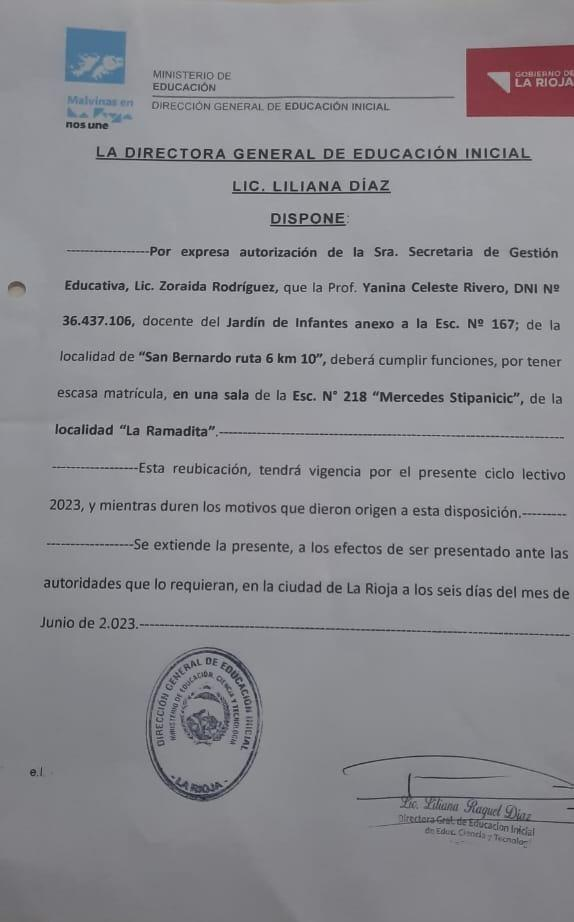 MINISTERIO DE
EDUCACIÓN
DIRECCIÓN GENERAL DE EDUCACIÓN INICIAL
GOBIERNO DE
LA RIOJA
Malvinas en
nos une
LA DIRECTORA GENERAL DE EDUCACIÓN INICIAL
LIC. LILIANA DÍAZ
DISPONE:
------------------Por expresa autorización de la Sra. Secretaria de Gestión
Educativa, Lic. Zoraida Rodríguez, que la Prof. Yanina Celeste Rivero, DNI Nº
36.437.106, docente del Jardín de Infantes anexo a la Esc. Nº 167; de la
localidad de “San Bernardo ruta 6 km 10”, deberá cumplir funciones, por tener
escasa matrícula, en una sala de la Esc. N° 218 “Mercedes Stipanicic”, de la
localidad “La Ramadita”.------------------------------------------------------------
------------------Esta reubicación, tendrá vigencia por el presente ciclo lectivo
2023, y mientras duren los motivos que dieron origen a esta disposición.---------
------------------Se extiende la presente, a los efectos de ser presentado ante las
autoridades que lo requieran, en la ciudad de La Rioja a los seis días del mes de
Junio de 2.023.----------------------------------------------------------------------
DIRECCIÓN GENERAL DE EDUCACIÓN INICIAL
MINISTERIO DE EDUCACIÓN, CIENCIA Y TECNOLOGIA
- LA RIOJA -
e.l.
Lic. Liliana Raquel Díaz
Directora Gral. de Educación Inicial
de Educ. Ciencia y Tecnolog